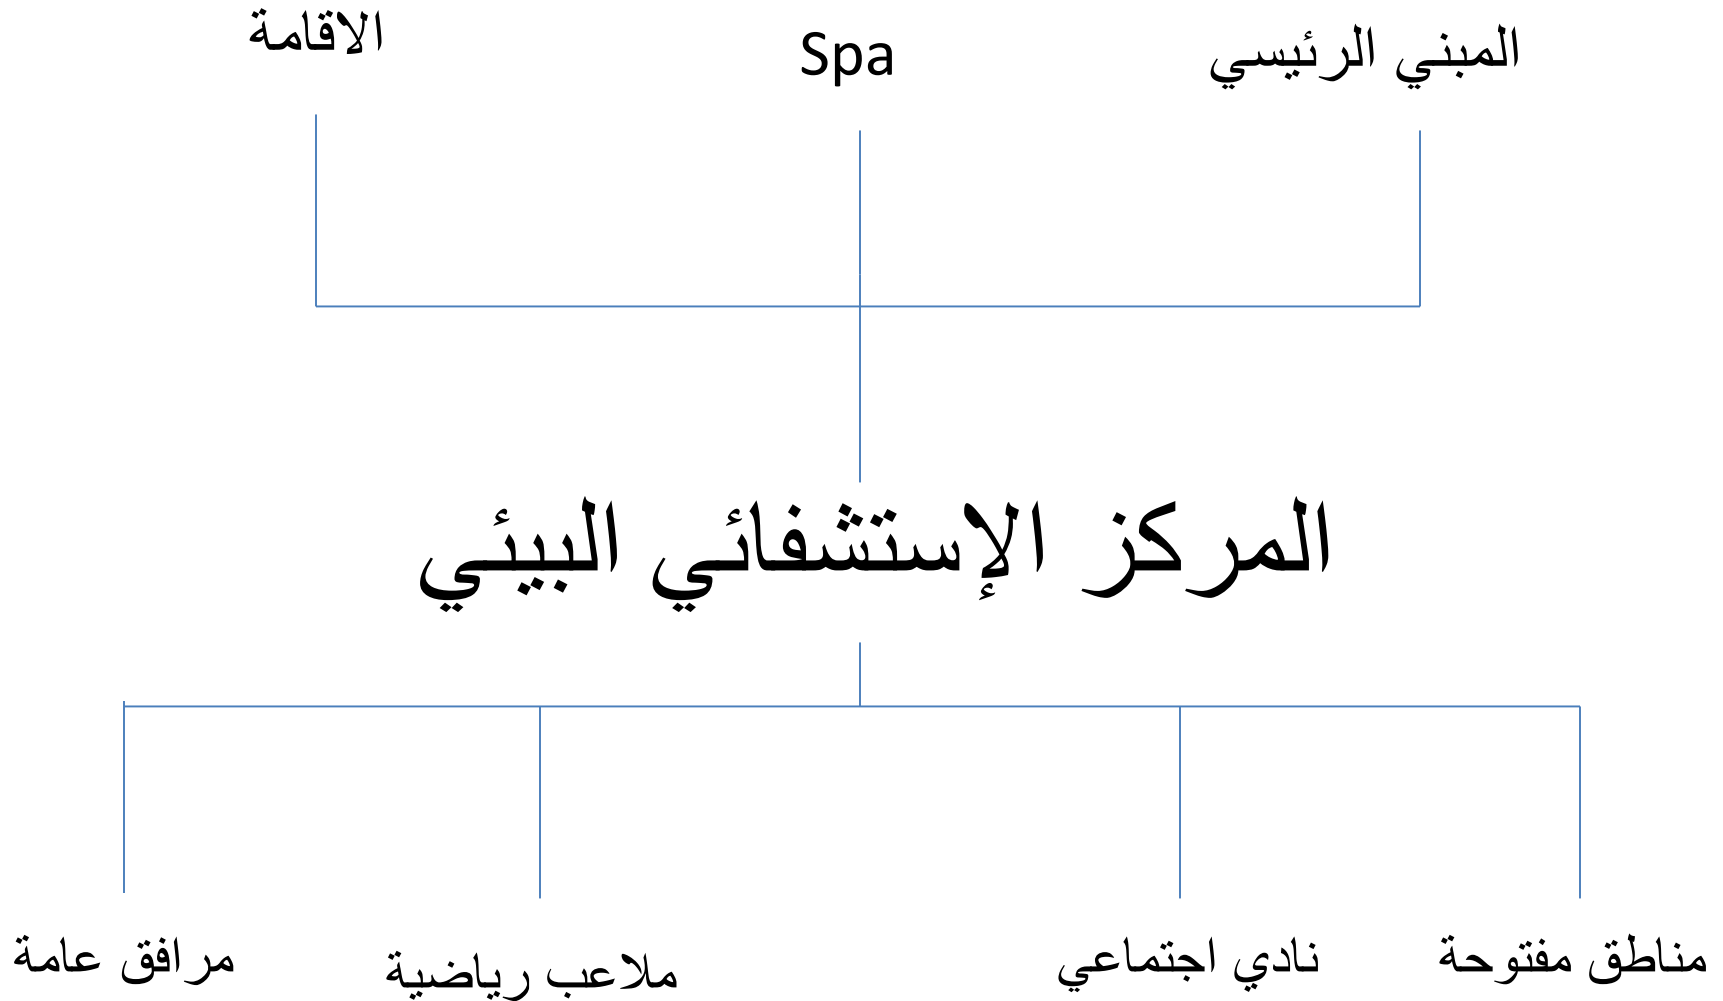 المبني الرئيسي
Spa
الاقامة
المركز الإستشفائي البيئي
مناطق مفتوحة
نادي اجتماعي
ملاعب رياضية
مرافق عامة